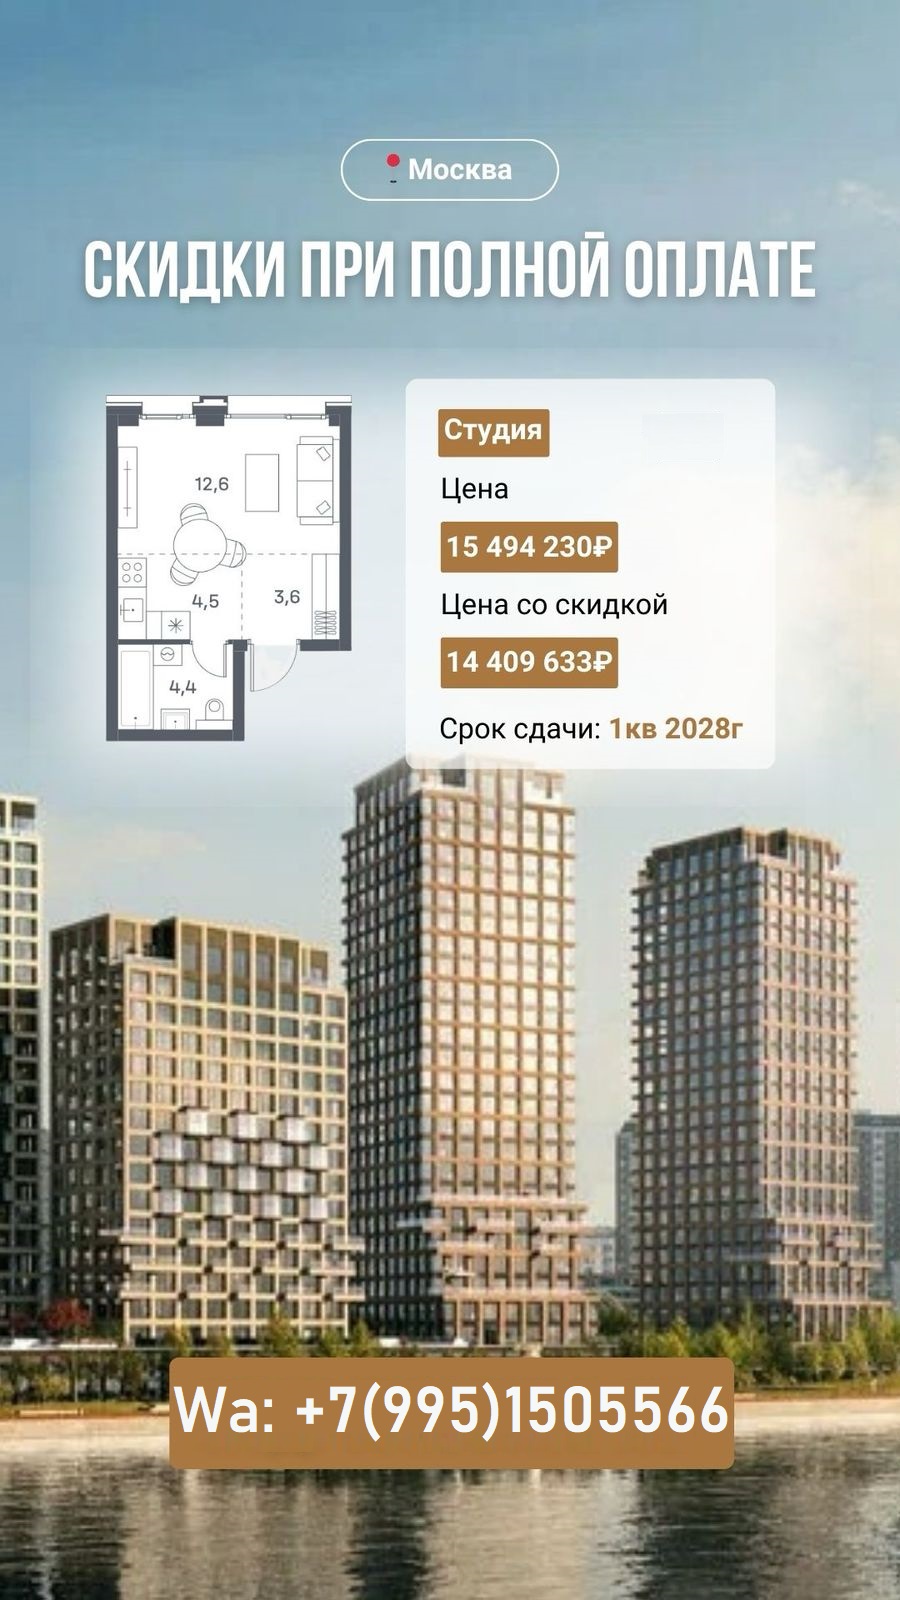 Москва
СКИДКИ ПРИ ПОЛНОЙ ОПЛАТЕ
12,6
4,5
3,6
4,4
Студия
Цена
15 494 230₽
Цена со скидкой
14 409 633₽
Срок сдачи: 1кв 2028г
Wa: +7(995)1505566